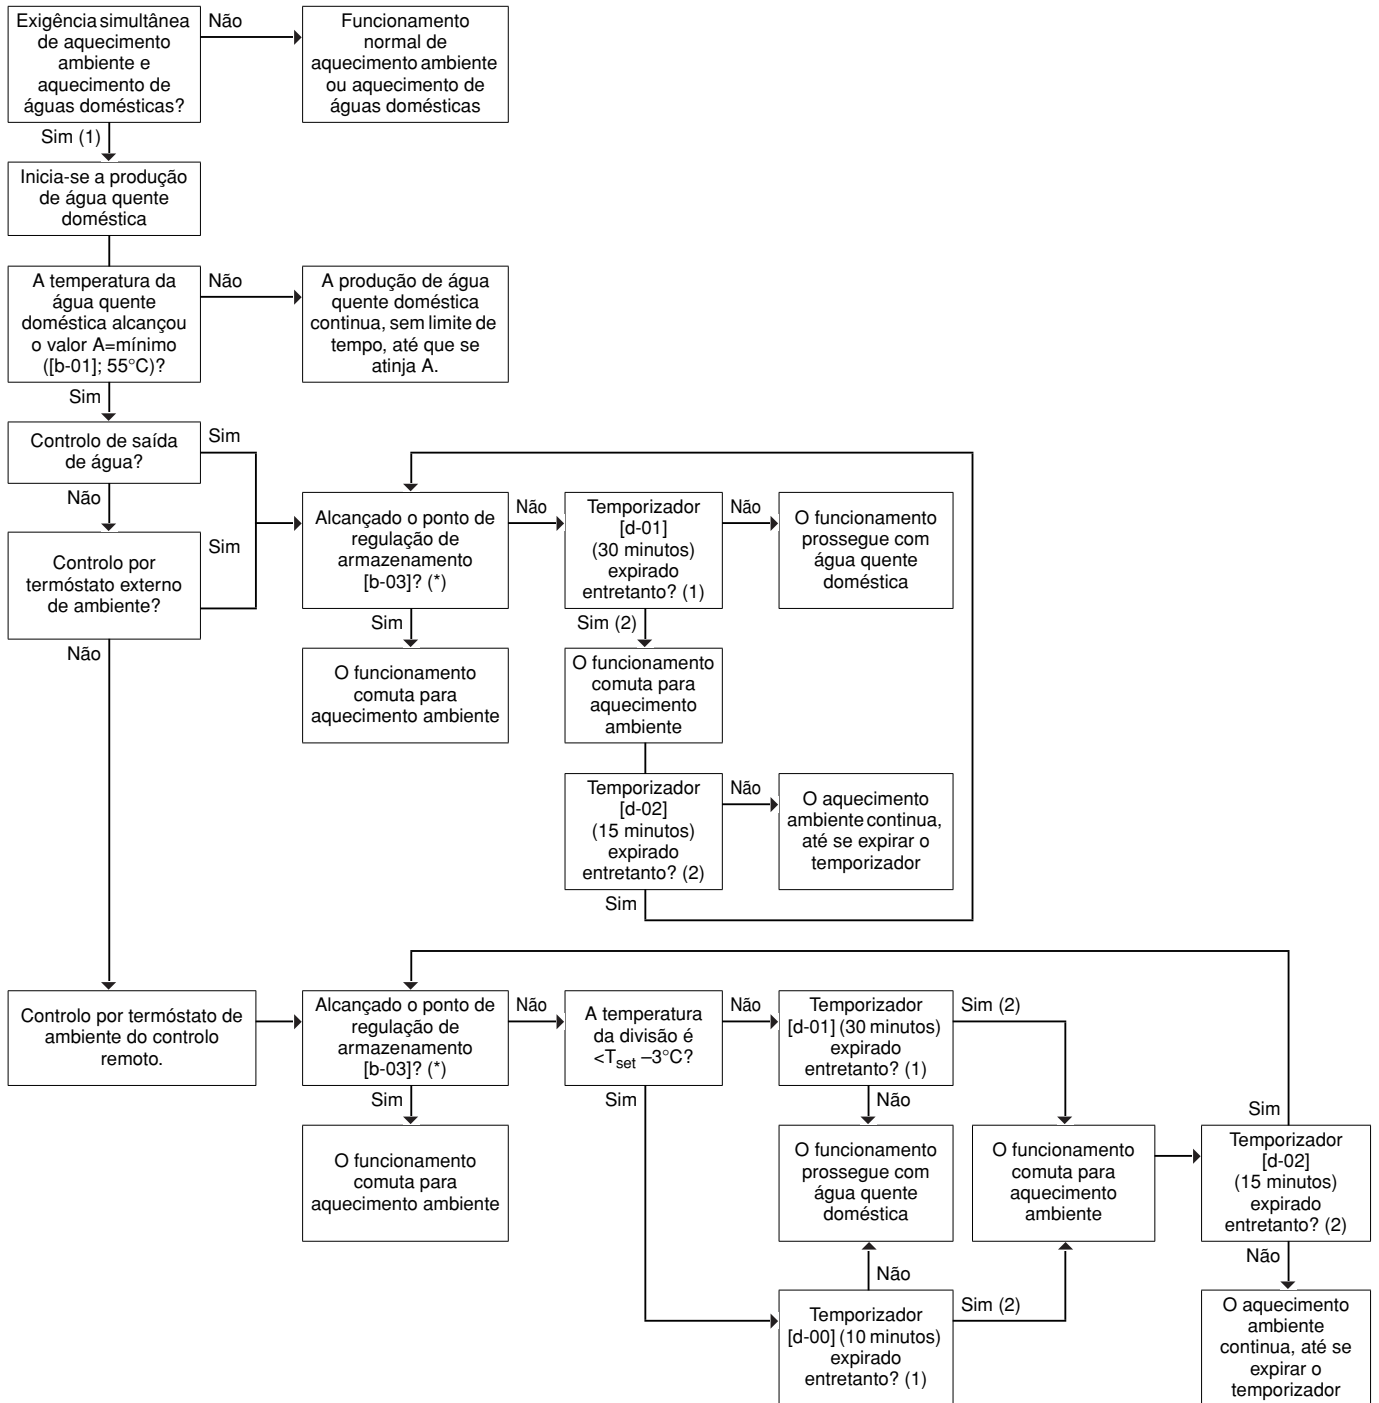 Exigência simultânea
de aquecimento
ambiente e
aquecimento de
águas domésticas?
Não
Funcionamento
normal de
aquecimento ambiente
ou aquecimento de
águas domésticas
Sim (1)
Inicia-se a produção
de água quente
doméstica
A temperatura da
água quente
doméstica alcançou
o valor A=mínimo
([b-01]; 55°C)?
Não
A produção de água
quente doméstica
continua, sem limite de
tempo, até que se
atinja A.
Sim
Controlo de saída
de água?
Sim
Não
Controlo por
termóstato externo
de ambiente?
Sim
Não
Alcançado o ponto de
regulação de
armazenamento
[b-03]? (*)
Não
Temporizador
[d-01]
(30 minutos)
expirado
entretanto? (1)
Não
O funcionamento
prossegue com
água quente
doméstica
Sim
O funcionamento
comuta para
aquecimento ambiente
Sim (2)
O funcionamento
comuta para
aquecimento
ambiente
Temporizador
[d-02]
(15 minutos)
expirado
entretanto? (2)
Não
O aquecimento
ambiente continua,
até se expirar o
temporizador
Sim
Controlo por termóstato de
ambiente do controlo
remoto.
Alcançado o ponto de
regulação de
armazenamento
[b-03]? (*)
Não
A temperatura
da divisão é
<Tset –3°C?
Não
Temporizador
[d-01] (30 minutos)
expirado
entretanto? (1)
Sim (2)
Sim
O funcionamento
comuta para
aquecimento ambiente
Sim
Não
O funcionamento
prossegue com
água quente
doméstica
O funcionamento
comuta para
aquecimento
ambiente
Sim
Temporizador
[d-02]
(15 minutos)
expirado
entretanto? (2)
Não
Não
Temporizador
[d-00] (10 minutos)
expirado
entretanto? (1)
Sim (2)
O aquecimento
ambiente
continua, até se
expirar o
temporizador